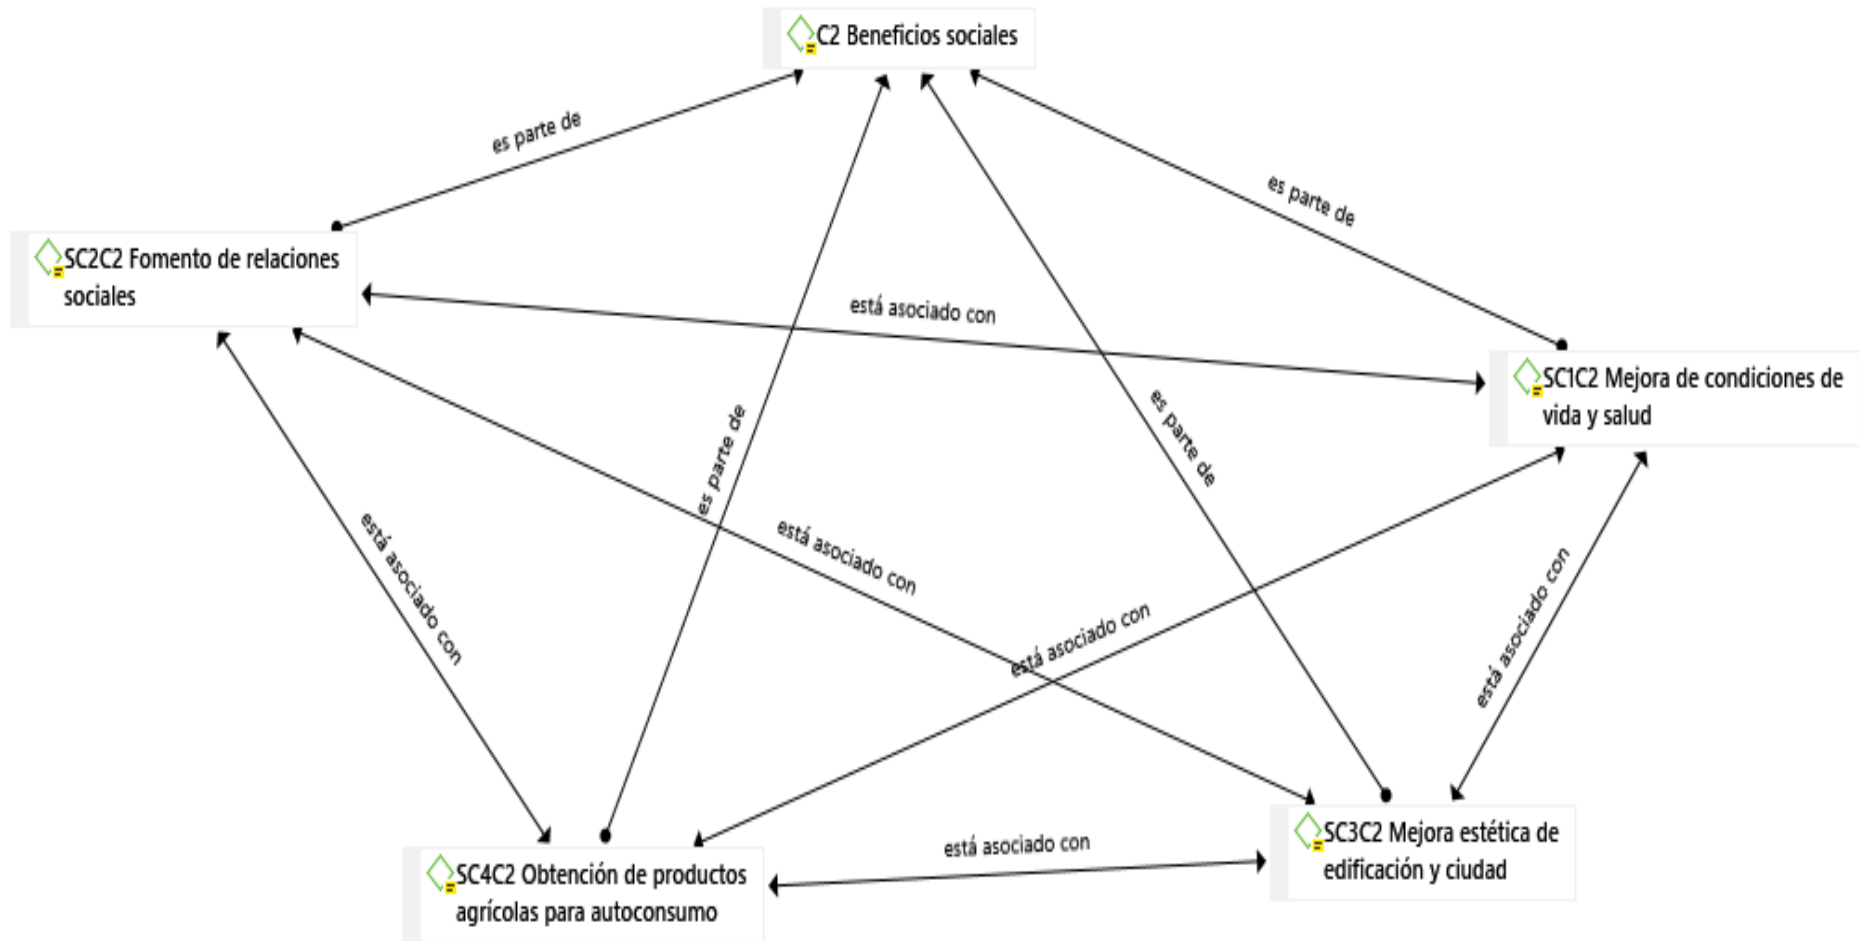 C2 Beneficios sociales
es parte de
es parte de
SC2C2 Fomento de relaciones
sociales
está asociado con
SC1C2 Mejora de condiciones de
vida y salud
es parte de
es parte de
está asociado con
está asociado con
está asociado con
está asociado con
está asociado con
SC3C2 Mejora estética de
edificación y ciudad
SC4C2 Obtención de productos
agrícolas para autoconsumo